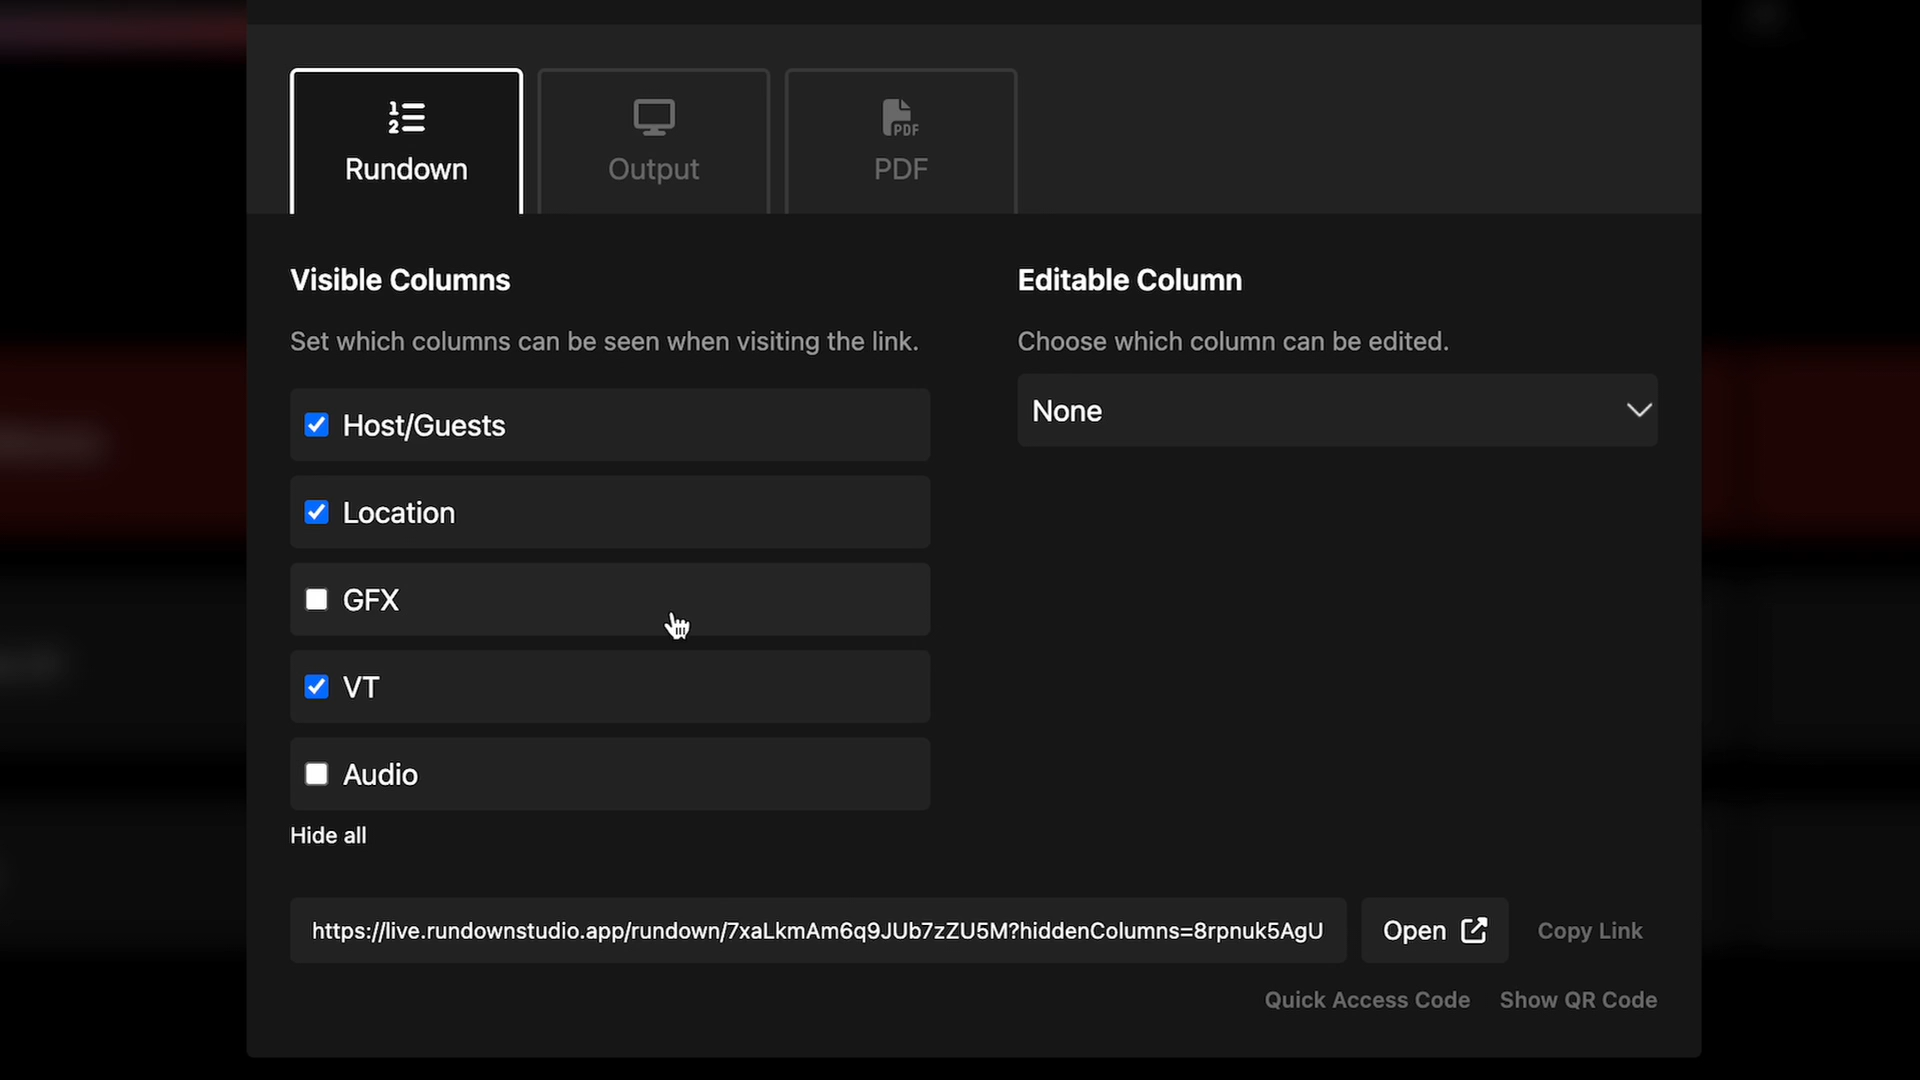 Rundown
Output
PDF
PDF
Visible Columns
Set which columns can be seen when visiting the link.
Host/Guests
Location
GFX
VT
Audio
Hide all
Editable Column
Choose which column can be edited.
None
https://live.rundownstudio.app/rundown/7xaLkmAm6q9JUb7zZU5M?hiddenColumns=8rpnuk5AgU
Open
Copy Link
Quick Access Code
Show QR Code